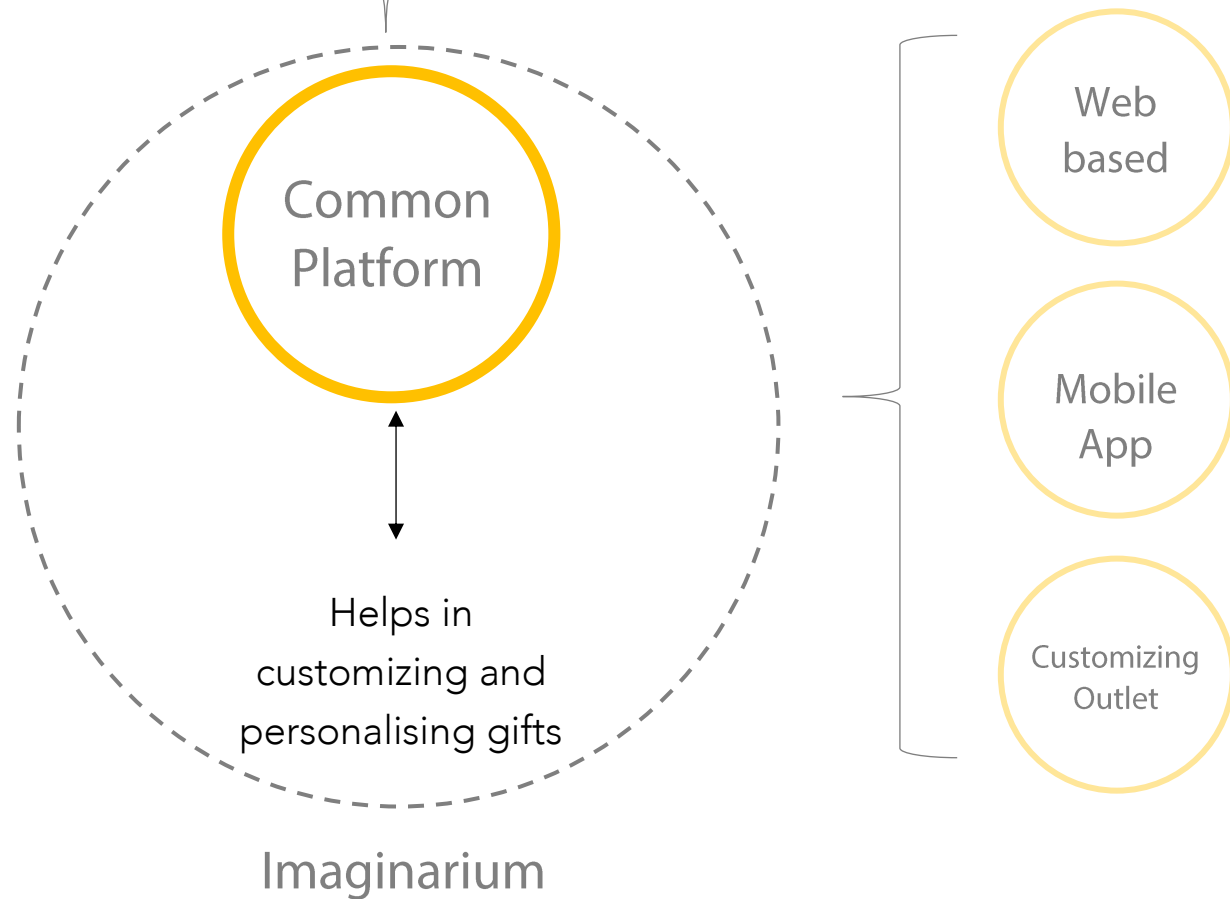 Common
Platform
Helps in
customizing and
personalising gifts
Imaginarium
Web
based
Mobile
App
Customizing
Outlet